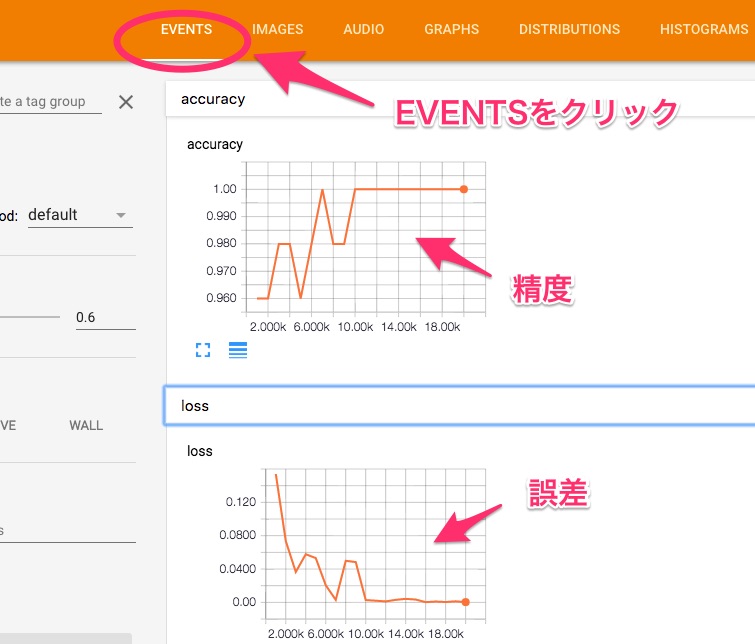 EVENTS IMAGES AUDIO GRAPHS DISTRIBUTIONS HISTOGRAMS
EVENTSをクリック
te a tag group
od: default
0.6
VE WALL
s
accuracy
accuracy
1.00
0.990
0.980
0.970
0.960
2.000k 6.000k 10.00k 14.00k 18.00k
精度
loss
loss
0.120
0.0800
0.0400
0.00
2.000k 6.000k 10.00k 14.00k 18.00k
誤差